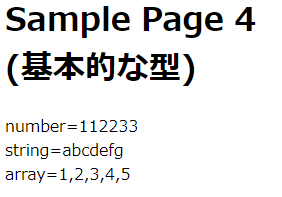 Sample Page 4
(基本的な型)
number=112233
string=abcdefg
array=1,2,3,4,5